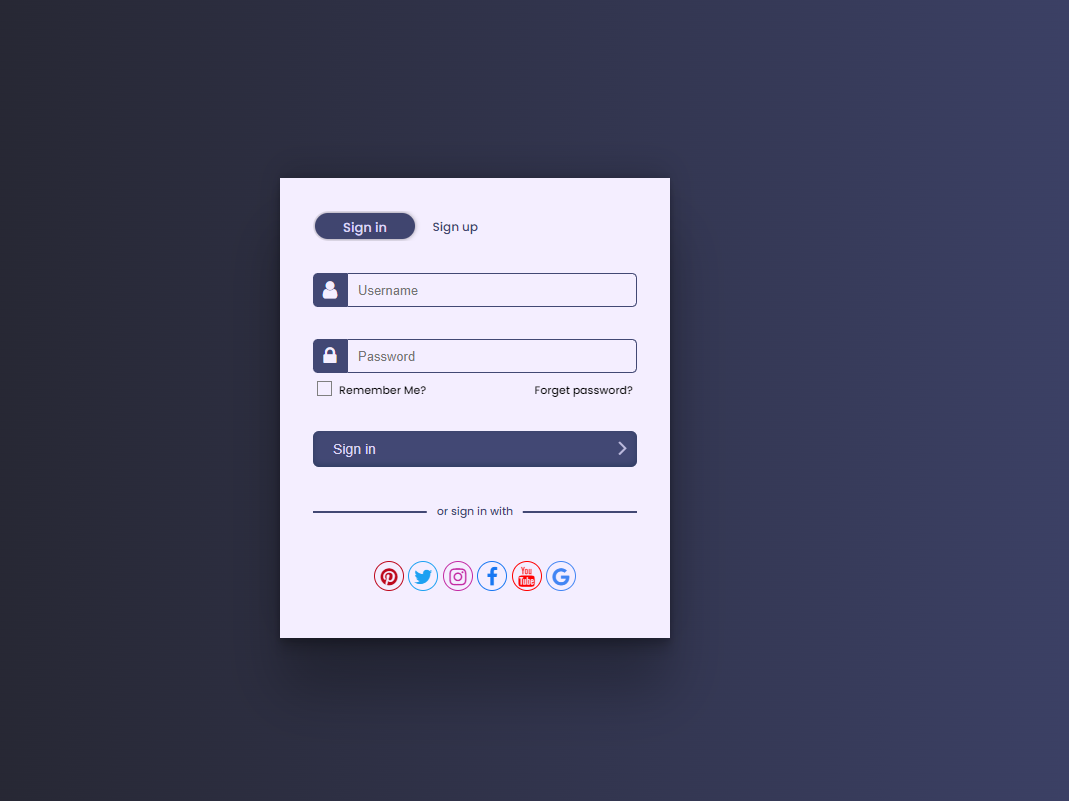 Sign in Sign up
Username
Password
Remember Me? Forget password?
Sign in
or sign in with
You
Tube